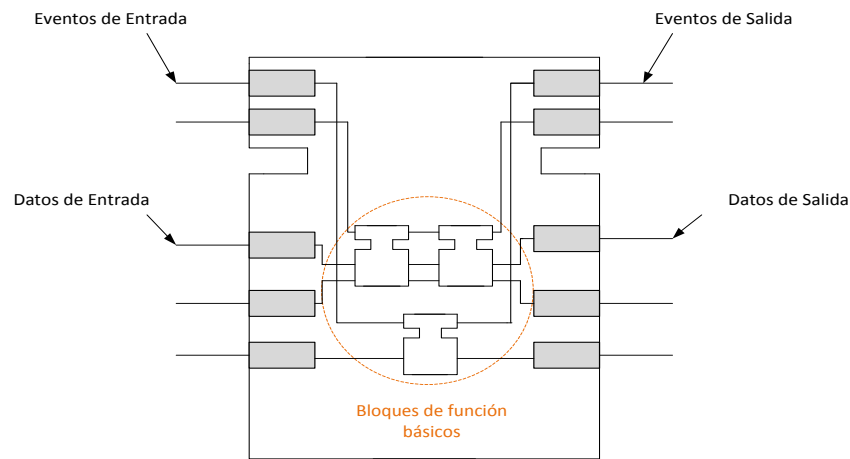 Eventos de Entrada
Eventos de Salida
Datos de Entrada
Datos de Salida
Bloques de función
básicos